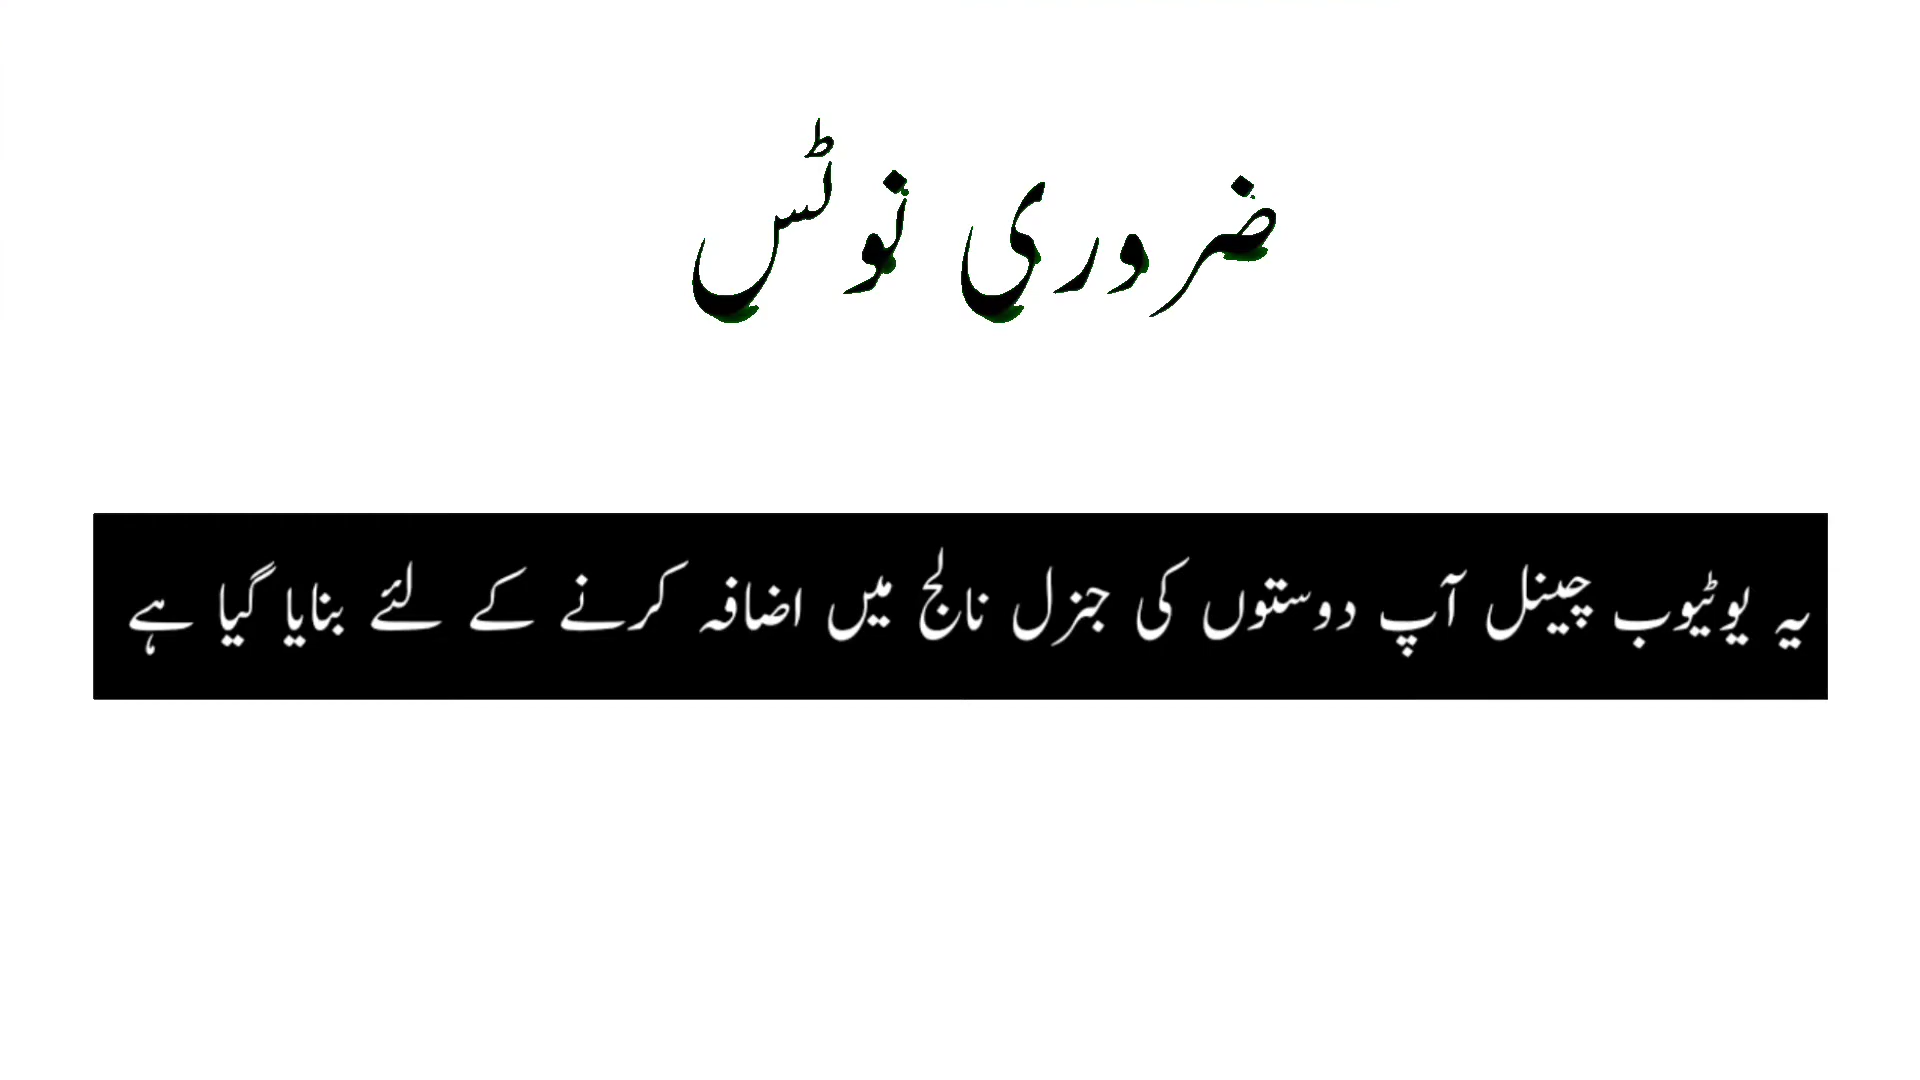 ضروری نوٹس
یہ یوٹیوب چینل آپ دوستوں کی جنرل نالج میں اضافہ کرنے کے لئے بنایا گیا ہے